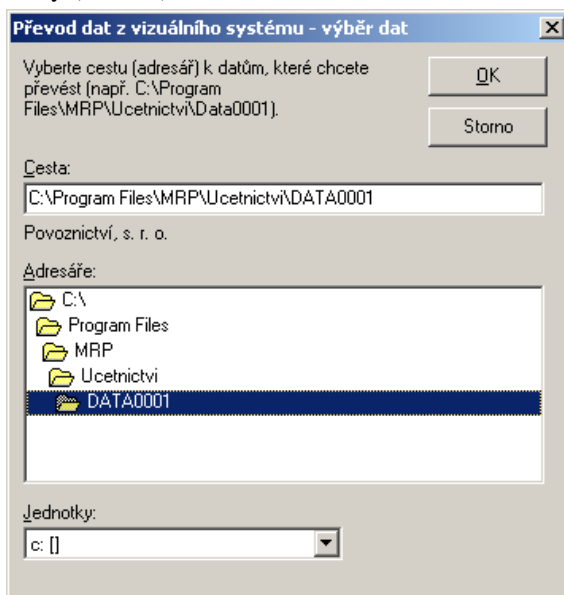 Převod dat z vizuálního systému - výběr dat
Vyberte cestu (adresář) k datům, které chcete
převést (např. C:\Program
Files\MRP\Ucetnictvi\Data0001).
OK
Storno
Cesta:
C:\Program Files\MRP\Ucetnictvi\DATA0001
Povoznictví, s. r. o.
Adresáře:
C:\
Program Files
MRP
Ucetnictvi
DATA0001
Jednotky:
c: []